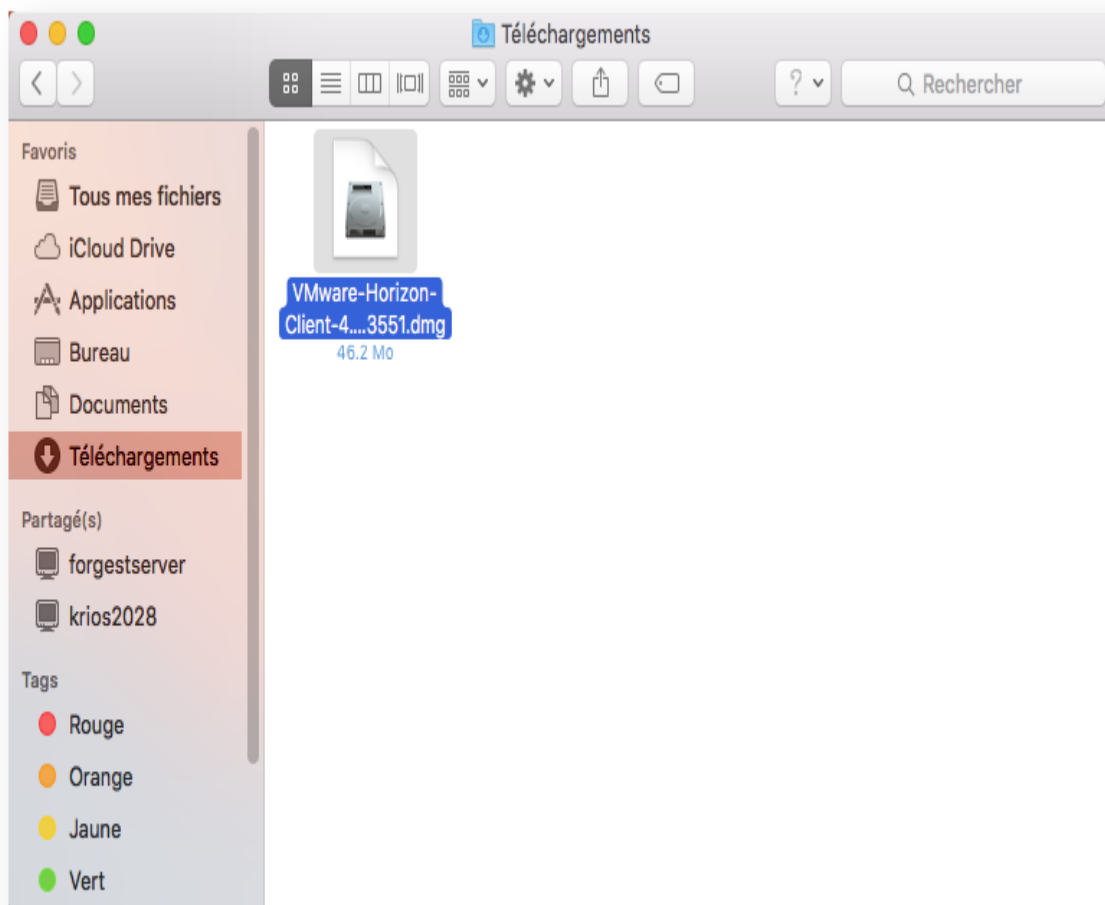 Téléchargements
Rechercher
Favoris
Tous mes fichiers
iCloud Drive
Applications
Bureau
Documents
Téléchargements
Partagé(s)
forgestserver
krios2028
Tags
Rouge
Orange
Jaune
Vert
VMware-Horizon-
Client-4....3551.dmg
46.2 Mo